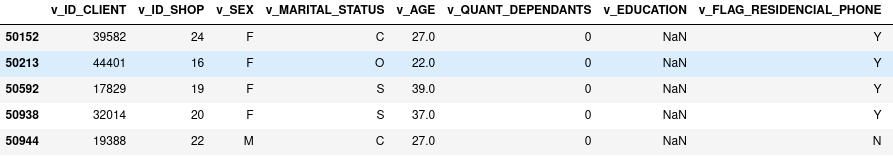 v_ID_CLIENT v_ID_SHOP v_SEX v_MARITAL_STATUS v_AGE v_QUANT_DEPENDANTS v_EDUCATION v_FLAG_RESIDENCIAL_PHONE
50152 39582 24 F C 27.0 0 NaN Y
50213 44401 16 F O 22.0 0 NaN Y
50592 17829 19 F S 39.0 0 NaN Y
50938 32014 20 F S 37.0 0 NaN Y
50944 19388 22 M C 27.0 0 NaN N